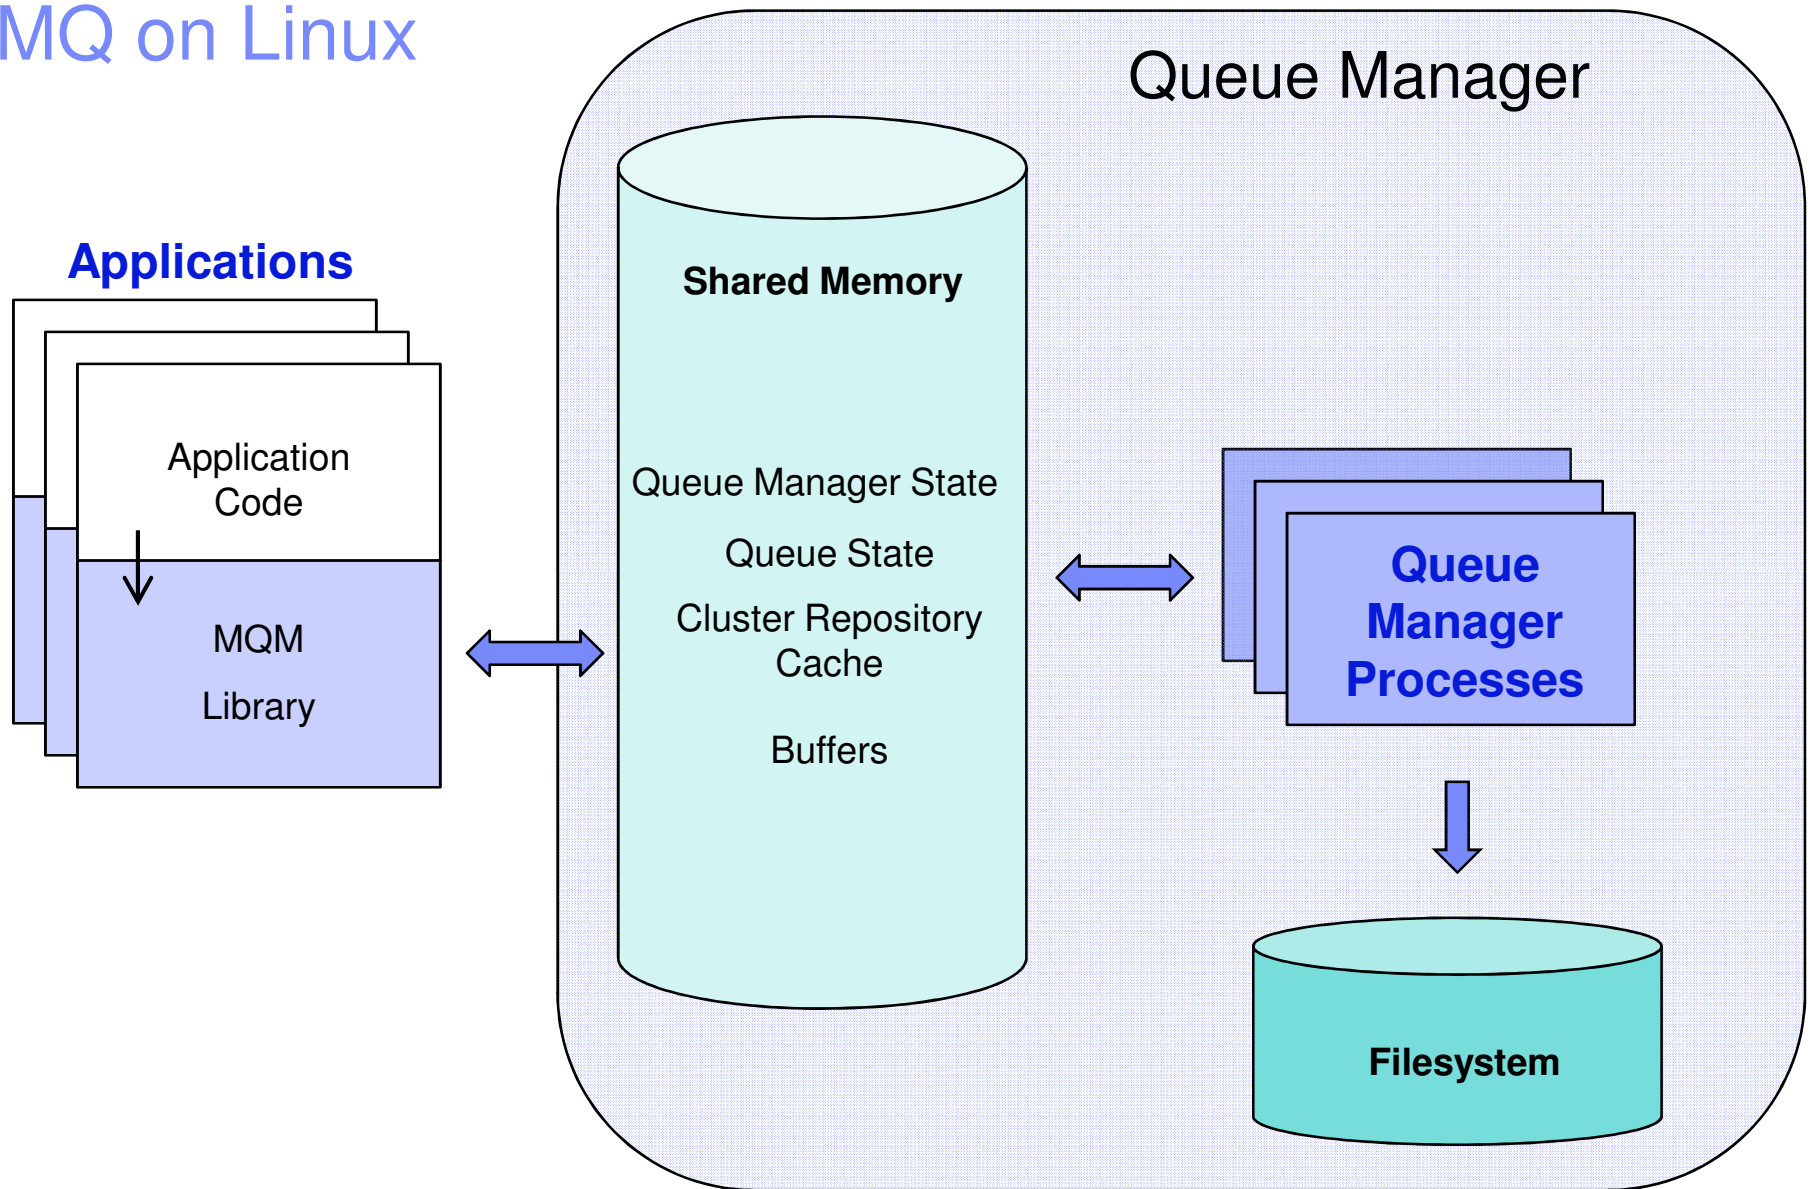 MQ on Linux
Queue Manager
Applications
Application
Code
MQM
Library
Shared Memory
Queue Manager State
Queue State
Cluster Repository
Cache
Buffers
Queue
Manager
Processes
Filesystem